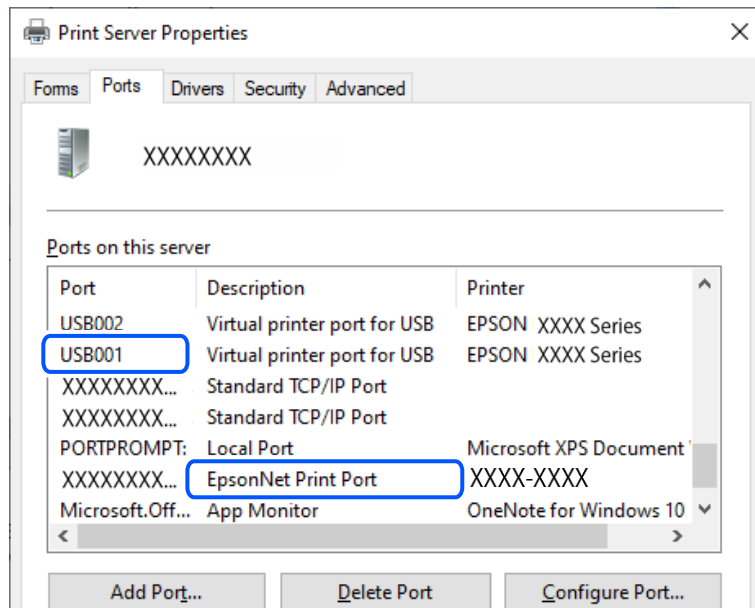 Print Server Properties
Forms Ports Drivers Security Advanced
XXXXXXXX
Ports on this server
Port Description Printer
USB002 Virtual printer port for USB EPSON XXXX Series
USB001 Virtual printer port for USB EPSON XXXX Series
XXXXXXXX... Standard TCP/IP Port
XXXXXXXX... Standard TCP/IP Port
PORTPROMPT: Local Port Microsoft XPS Document
XXXXXXXX... EpsonNet Print Port XXXX-XXXX
Microsoft.Off... App Monitor OneNote for Windows 10
Add Port... Delete Port Configure Port...